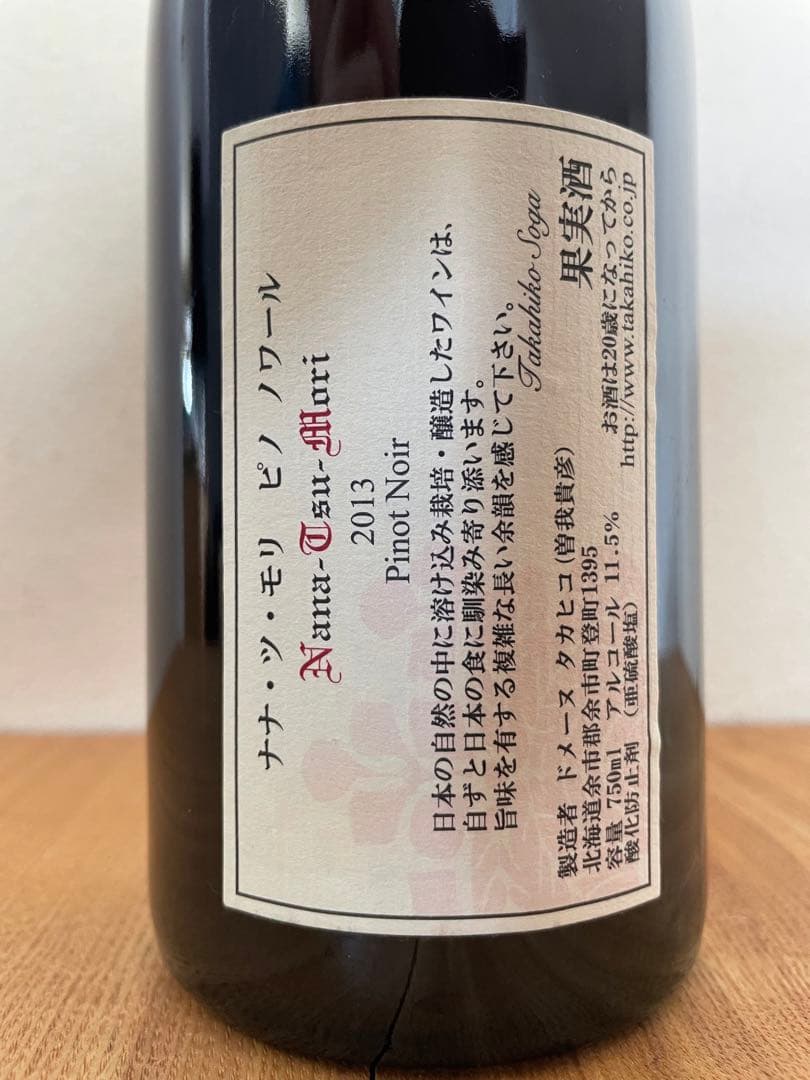 ナナ・ツ・モリ ピノ ノワール
Nana-Tsu-Mori
2013
Pinot Noir
日本の自然の中に溶け込み栽培・醸造したワインは、
自ずと日本の食に馴染み寄り添います。
旨味を有する複雑な長い余韻を感じて下さい。
Takahiko Soga
果実酒
製造者 ドメーヌ タカヒコ(曽我貴彦)
北海道余市郡余市町登町1395
容量 750ml アルコール 11.5%
お酒は20歳になってから
酸化防止剤 (亜硫酸塩)
http://www.takahiko.co.jp